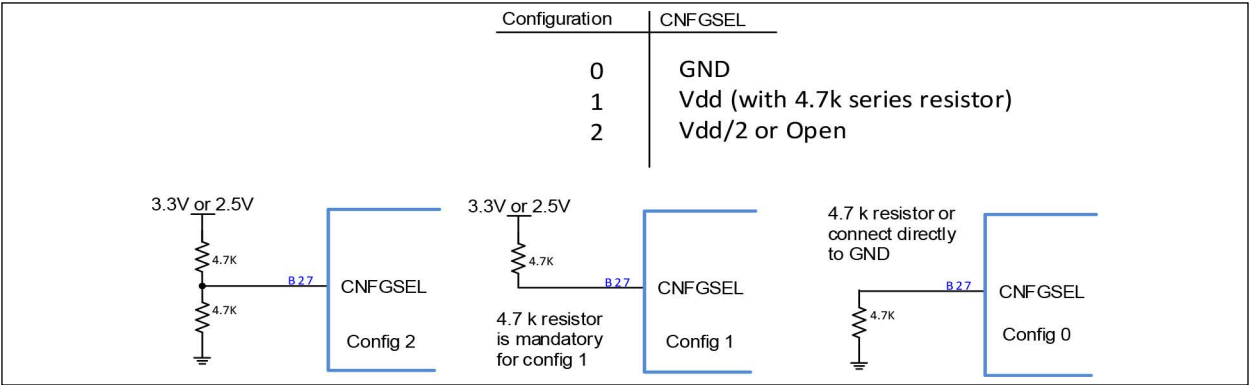 Configuration CNFGSEL
0 GND
1 Vdd (with 4.7k series resistor)
2 Vdd/2 or Open
3.3V or 2.5V
4.7K
B27
CNFGSEL
4.7K
Config 2
3.3V or 2.5V
4.7K
B27
CNFGSEL
4.7 k resistor
is mandatory
for config 1
Config 1
4.7 k resistor or
connect directly
to GND
B27
CNFGSEL
4.7K
Config 0